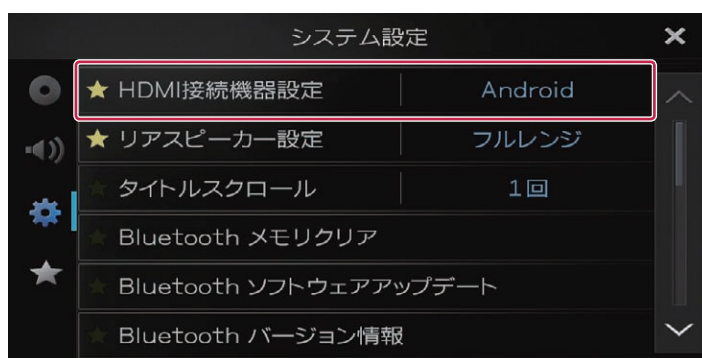 システム設定
HDMI接続機器設定 Android
リアスピーカー設定 フルレンジ
タイトルスクロール 1回
Bluetooth メモリクリア
Bluetooth ソフトウェアアップデート
Bluetooth バージョン情報